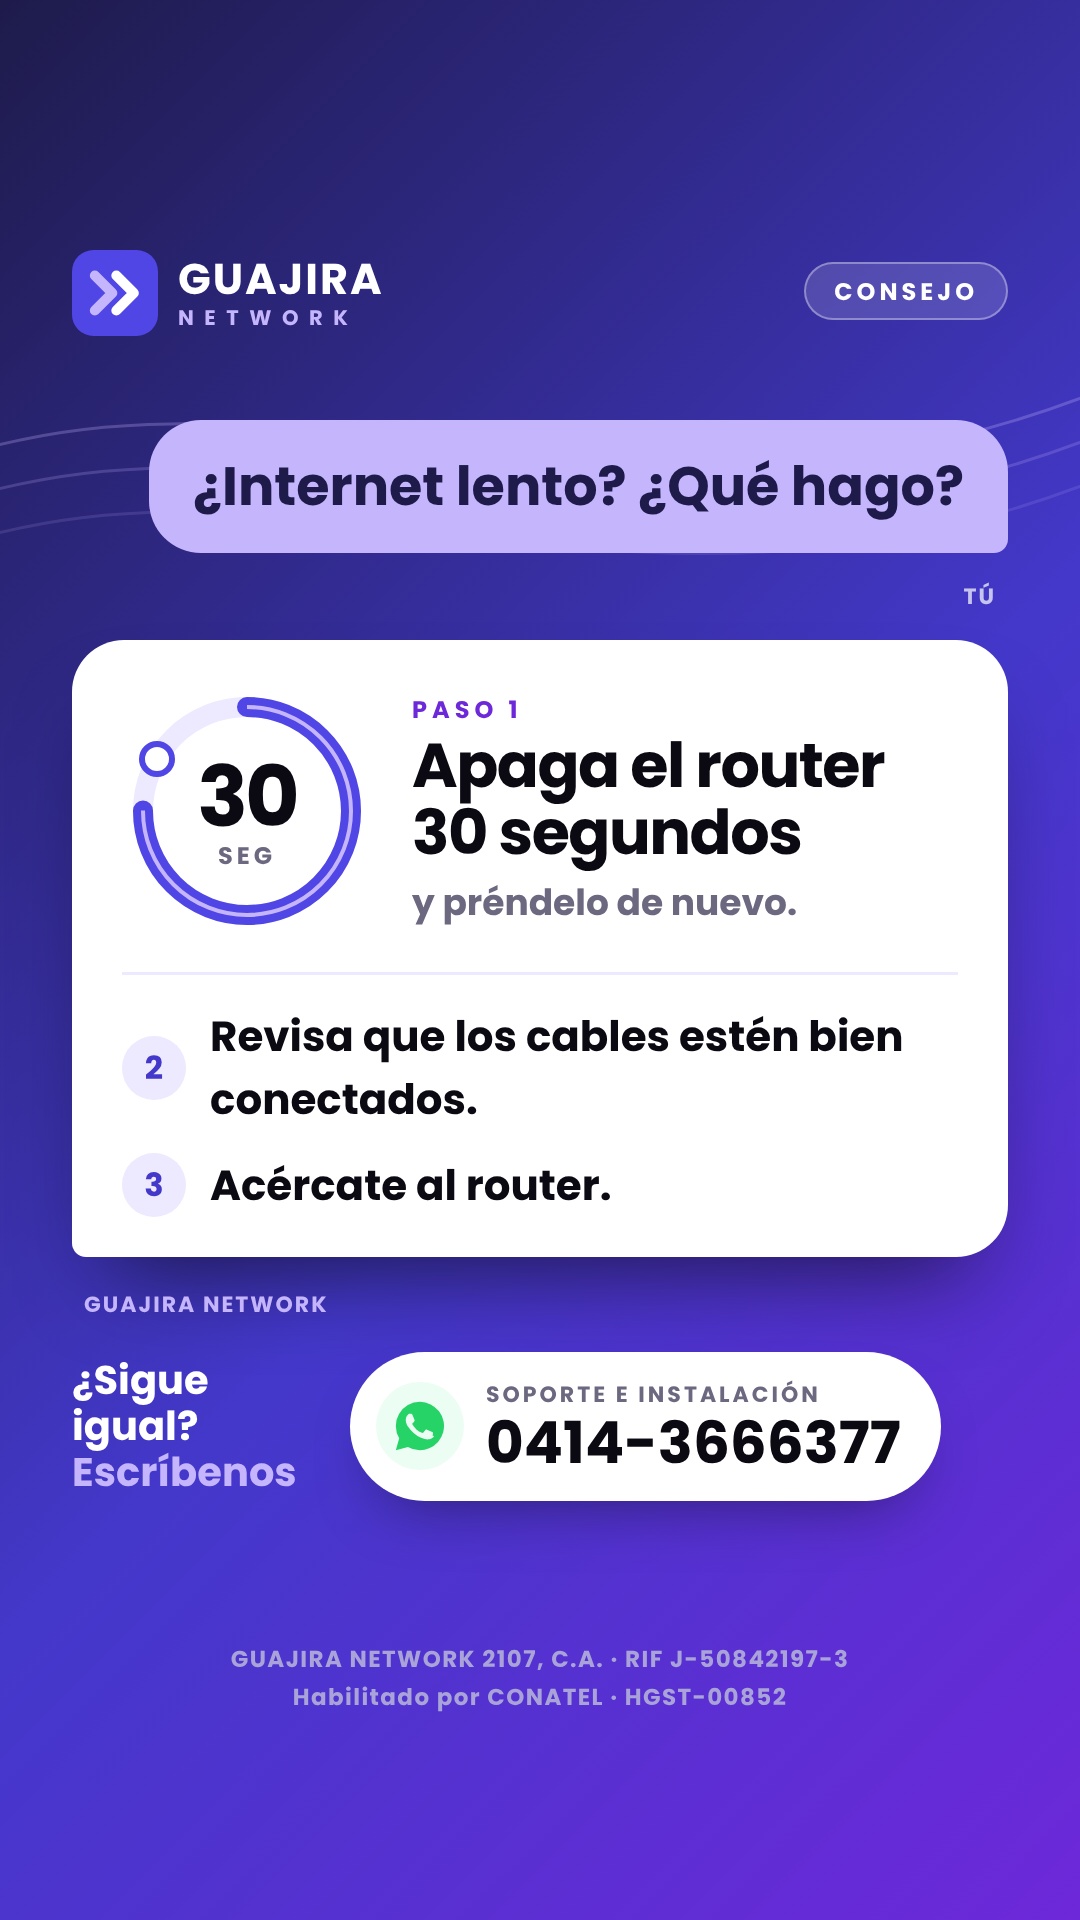 GUAJIRA
NETWORK
CONSEJO
¿Internet lento? ¿Qué hago?
TÚ
30
SEG
PASO 1
Apaga el router
30 segundos
y préndelo de nuevo.
2
Revisa que los cables estén bien
conectados.
3
Acércate al router.
GUAJIRA NETWORK
¿Sigue
igual?
Escríbenos
SOPORTE E INSTALACIÓN
0414-3666377
GUAJIRA NETWORK 2107, C.A. · RIF J-50842197-3
Habilitado por CONATEL · HGST-00852